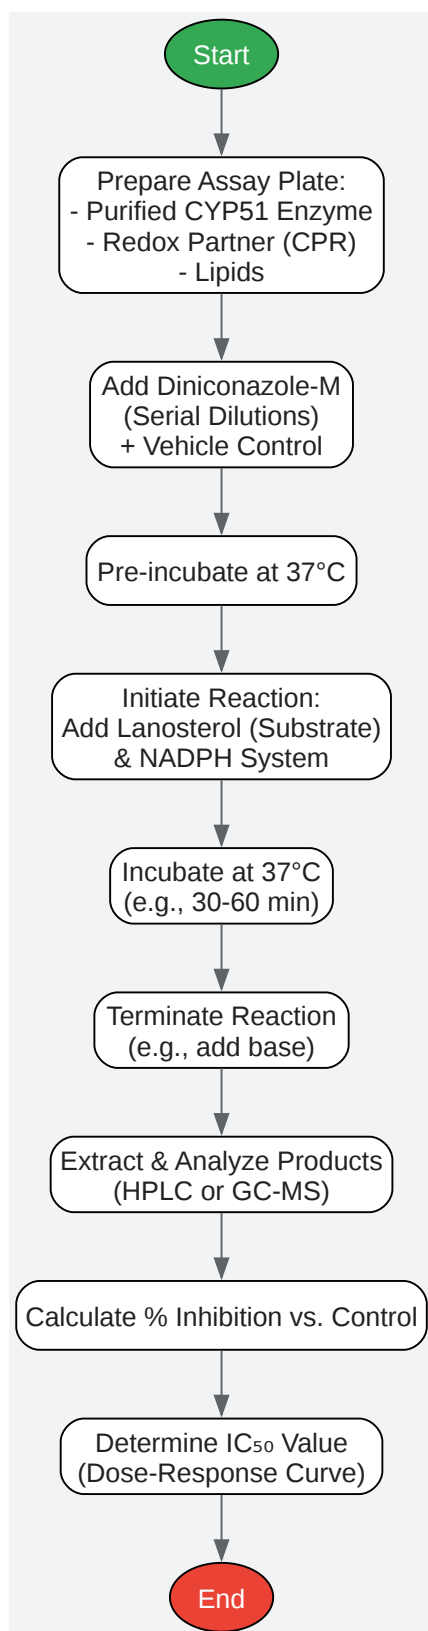 Start
Prepare Assay Plate:
- Purified CYP51 Enzyme
- Redox Partner (CPR)
- Lipids
Add Diniconazole-M
(Serial Dilutions)
+ Vehicle Control
Pre-incubate at 37°C
Initiate Reaction:
Add Lanosterol (Substrate)
& NADPH System
Incubate at 37°C
(e.g., 30-60 min)
Terminate Reaction
(e.g., add base)
Extract & Analyze Products
(HPLC or GC-MS)
Calculate % Inhibition vs. Control
Determine IC₅₀ Value
(Dose-Response Curve)
End